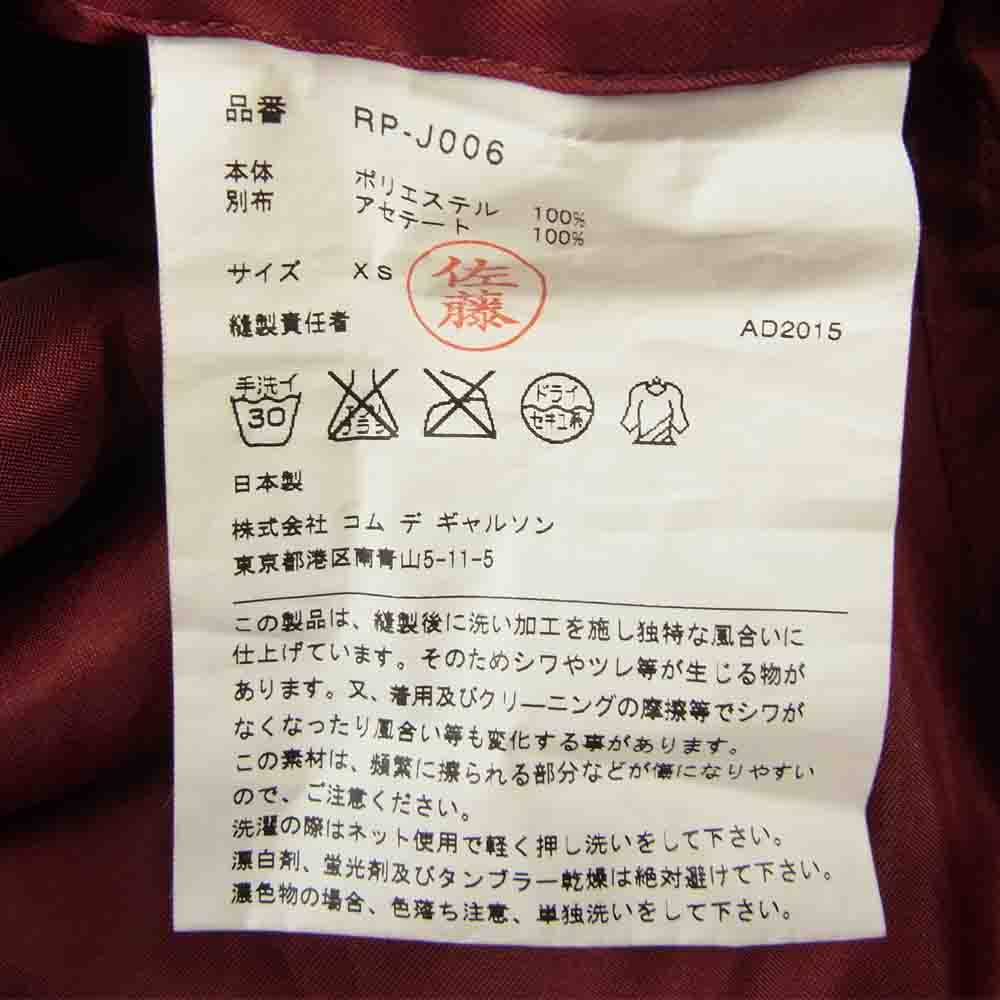 品番 RP-J006
本体 ポリエステル 100%
別布 アセテート 100%
サイズ XS
佐藤
縫製責任者 AD2015
手洗イ ドライ
30 エンソサラシ セキユ系
日本製
株式会社 コム デ ギャルソン
東京都港区南青山5-11-5
この製品は、縫製後に洗い加工を施し独特な風合いに
仕上げています。そのためシワやツレ等が生じる物が
あります。又、着用及びクリーニングの摩擦等でシワが
なくなったり風合い等も変化する事があります。
この素材は、頻繁に擦られる部分などが傷になりやすい
ので、ご注意ください。
洗濯の際はネット使用で軽く押し洗いをして下さい。
漂白剤、蛍光剤及びタンブラー乾燥は絶対避けて下さい。
濃色物の場合、色落ち注意、単独洗いをして下さい。